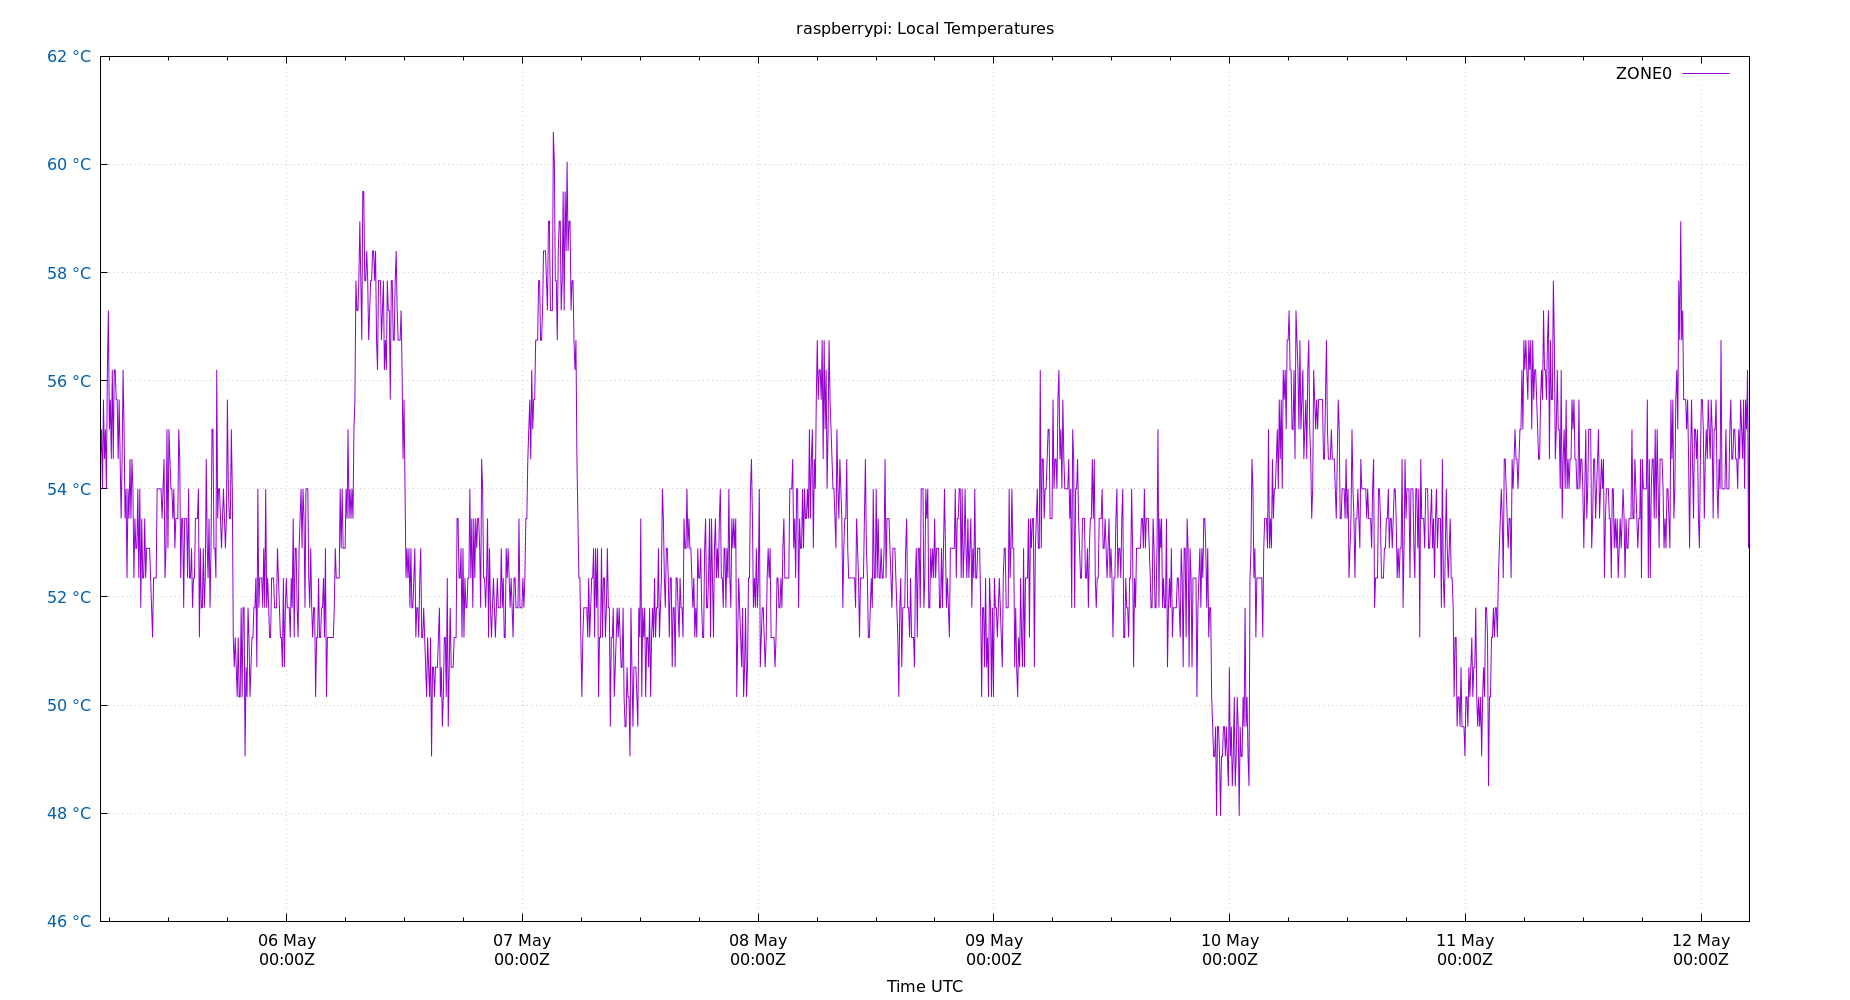 raspberrypi: Local Temperatures
ZONE0
62 °C
60 °C
58 °C
56 °C
54 °C
52 °C
50 °C
48 °C
46 °C
06 May 07 May 08 May 09 May 10 May 11 May 12 May
00:00Z 00:00Z 00:00Z 00:00Z 00:00Z 00:00Z 00:00Z
Time UTC